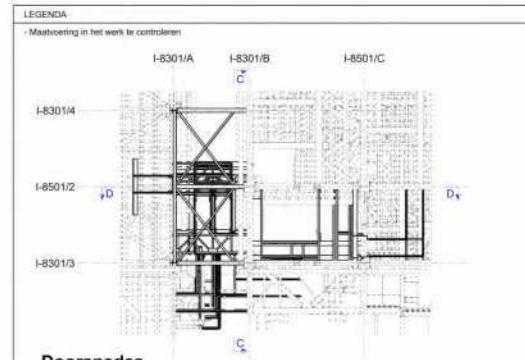 LEGENDA
- Maatvoering in het werk te controleren
I-8301/A I-8301/B I-8501/C
C
I-8301/4
I-8501/2
D D
I-8301/3
C
Doorsnedes